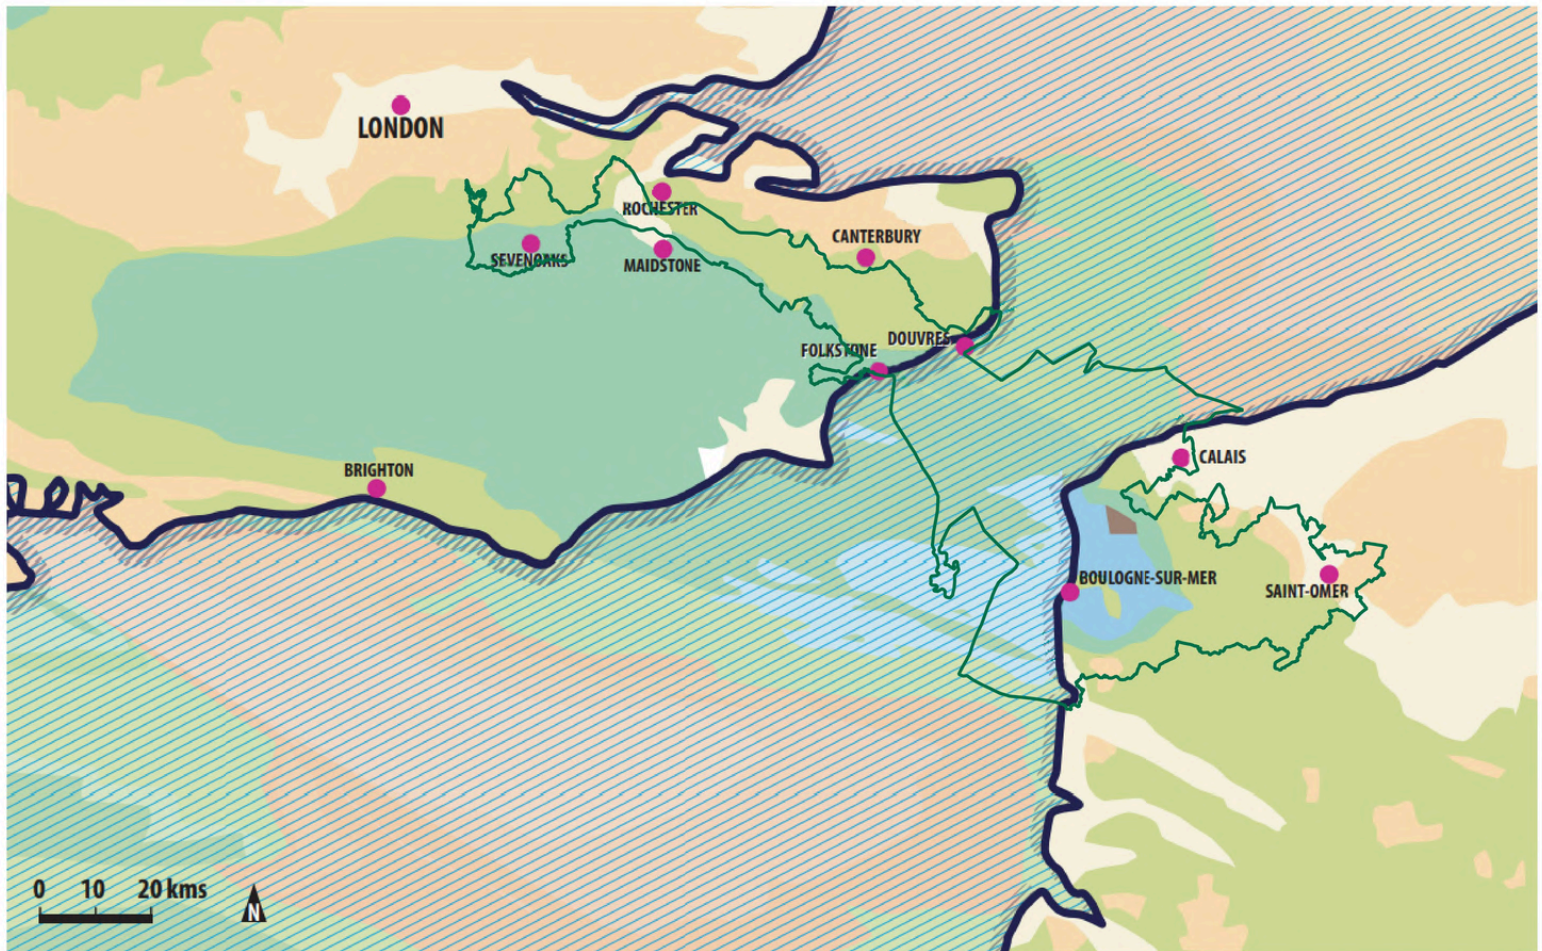 LONDON
ROCHESTER
CANTERBURY
SEVENOAKS
MAIDSTONE
DOUVRES
FOLKSTONE
CALAIS
BRIGHTON
BOULOGNE-SUR-MER
SAINT-OMER
0 10 20 kms
N